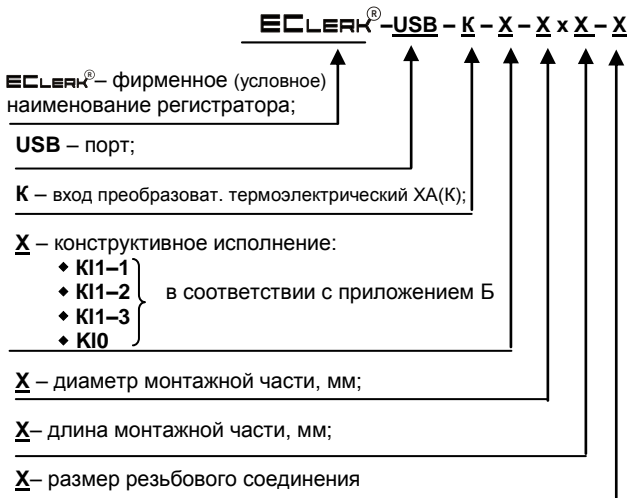 ECLERK®–USB – К – X – X x X – X
ECLERK® – фирменное (условное)
наименование регистратора;
USB – порт;
К – вход преобразоват. термоэлектрический ХА(К);
X – конструктивное исполнение:
◆ KI1–1
◆ KI1–2 в соответствии с приложением Б
◆ KI1–3
◆ KI0
X – диаметр монтажной части, мм;
X– длина монтажной части, мм;
X– размер резьбового соединения